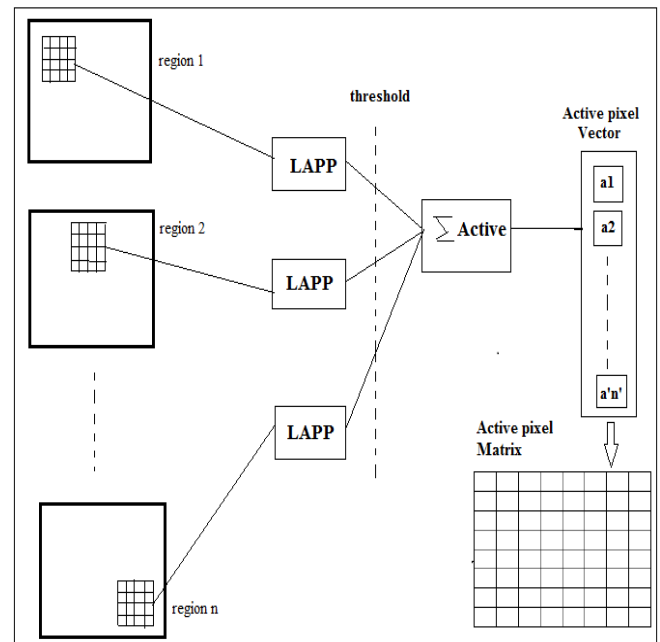 region 1
threshold
Active pixel
Vector
LAPP
a1
region 2
a2
∑ Active
LAPP
a'n'
LAPP
Active pixel
Matrix
region n